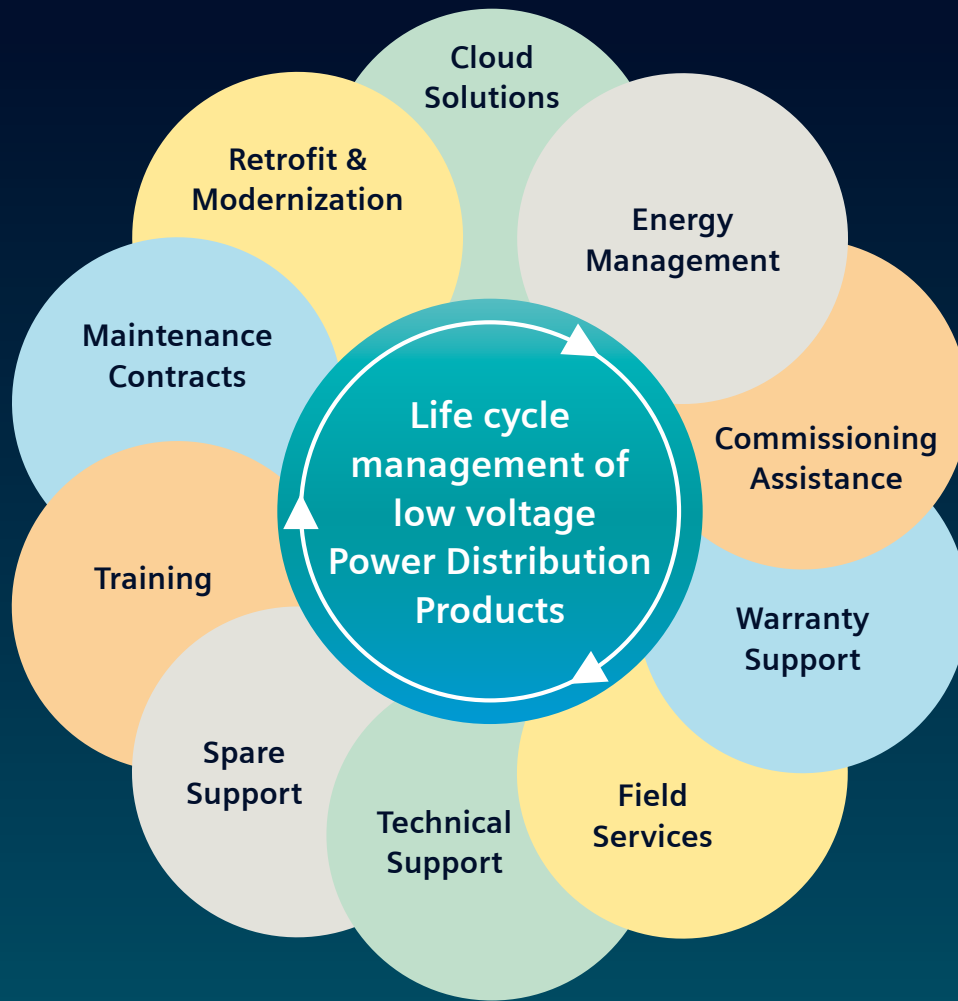 Cloud
Solutions
Energy
Management
Commissioning
Assistance
Warranty
Support
Field
Services
Technical
Support
Spare
Support
Training
Maintenance
Contracts
Retrofit &
Modernization
Life cycle
management of
low voltage
Power Distribution
Products